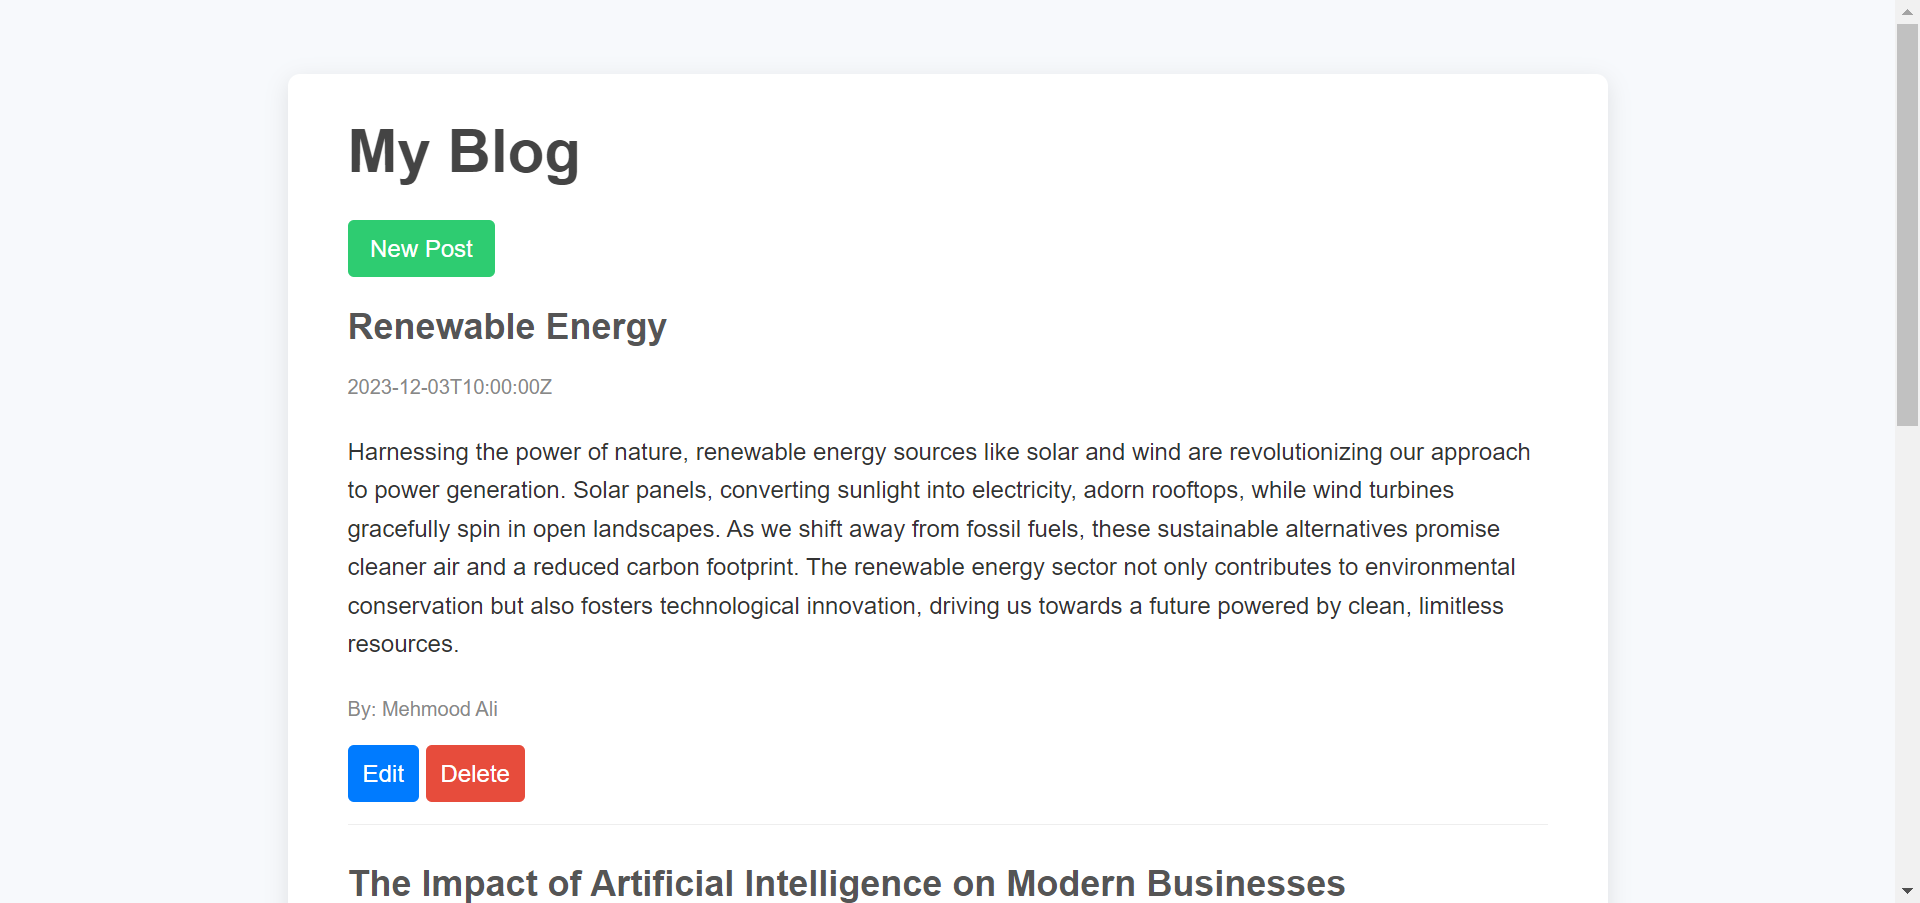 My Blog
New Post
Renewable Energy
2023-12-03T10:00:00Z
Harnessing the power of nature, renewable energy sources like solar and wind are revolutionizing our approach
to power generation. Solar panels, converting sunlight into electricity, adorn rooftops, while wind turbines
gracefully spin in open landscapes. As we shift away from fossil fuels, these sustainable alternatives promise
cleaner air and a reduced carbon footprint. The renewable energy sector not only contributes to environmental
conservation but also fosters technological innovation, driving us towards a future powered by clean, limitless
resources.
By: Mehmood Ali
Edit Delete
The Impact of Artificial Intelligence on Modern Businesses